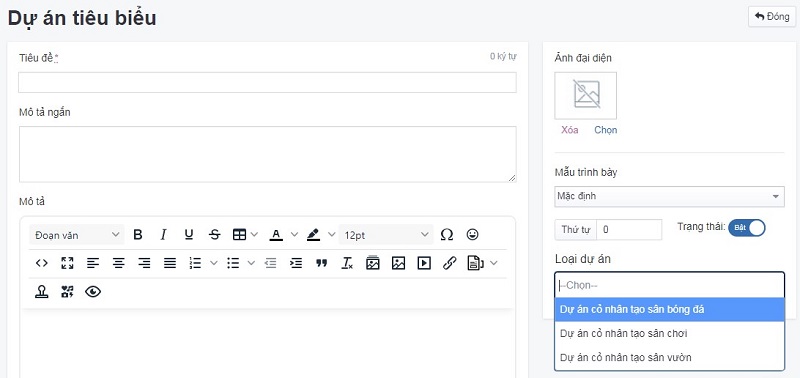 Dự án tiêu biểu
Đóng
Tiêu đề *
0 ký tự
Mô tả ngắn
Mô tả
Đoạn văn
B I U S
A
12pt
Ω
Ảnh đại diện
Xóa Chọn
Mẫu trình bày
Mặc định
Thứ tự 0
Trạng thái: Bật
Loại dự án
--Chọn--
Dự án cỏ nhân tạo sân bóng đá
Dự án cỏ nhân tạo sân chơi
Dự án cỏ nhân tạo sân vườn